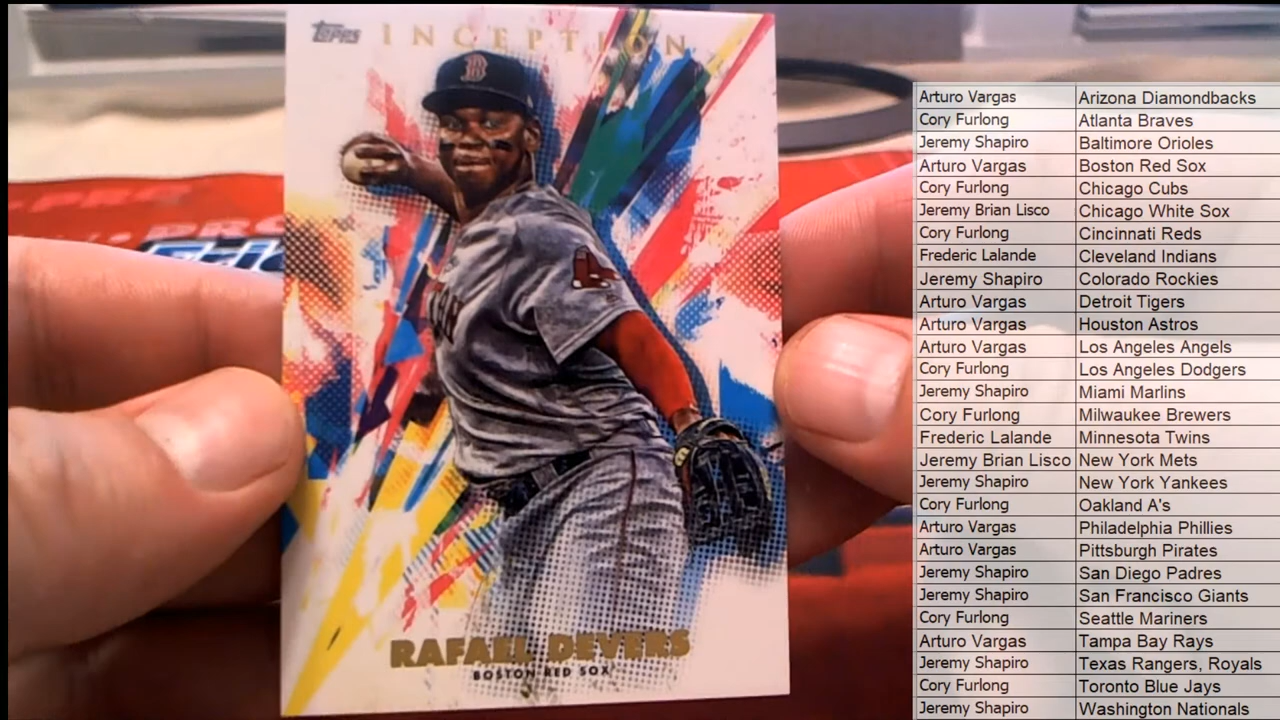 Topps INCEPTION
B
RAFAEL DEVERS
BOSTON RED SOX
Arturo Vargas Arizona Diamondbacks
Cory Furlong Atlanta Braves
Jeremy Shapiro Baltimore Orioles
Arturo Vargas Boston Red Sox
Cory Furlong Chicago Cubs
Jeremy Brian Lisco Chicago White Sox
Cory Furlong Cincinnati Reds
Frederic Lalande Cleveland Indians
Jeremy Shapiro Colorado Rockies
Arturo Vargas Detroit Tigers
Arturo Vargas Houston Astros
Arturo Vargas Los Angeles Angels
Cory Furlong Los Angeles Dodgers
Jeremy Shapiro Miami Marlins
Cory Furlong Milwaukee Brewers
Frederic Lalande Minnesota Twins
Jeremy Brian Lisco New York Mets
Jeremy Shapiro New York Yankees
Cory Furlong Oakland A's
Arturo Vargas Philadelphia Phillies
Arturo Vargas Pittsburgh Pirates
Jeremy Shapiro San Diego Padres
Jeremy Shapiro San Francisco Giants
Cory Furlong Seattle Mariners
Arturo Vargas Tampa Bay Rays
Jeremy Shapiro Texas Rangers, Royals
Cory Furlong Toronto Blue Jays
Jeremy Shapiro Washington Nationals